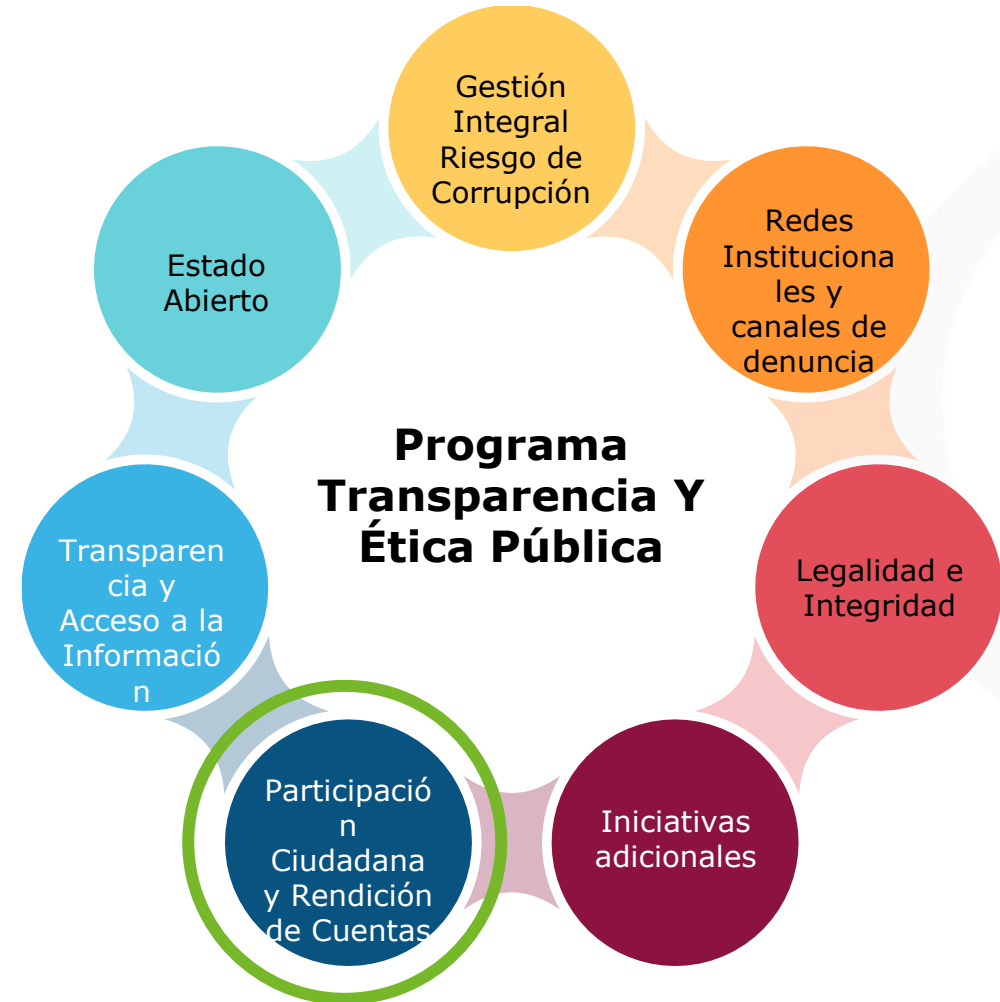 Gestión
Integral
Riesgo de
Corrupción
Redes
Instituciona
les y
canales de
denuncia
Estado
Abierto
Programa
Transparencia Y
Ética Pública
Transparen
cia y
Acceso a la
Informació
n
Legalidad e
Integridad
Participació
n
Ciudadana
y Rendición
de Cuentas
Iniciativas
adicionales